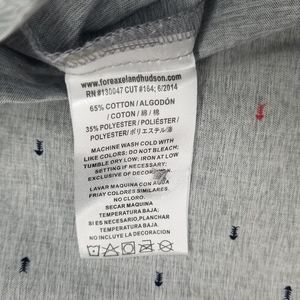 www.foreaxelandhudson.com
RN #130047 CUT #164; 6/2014
65% COTTON / ALGODÓN
/ COTON / 綿 / 棉
35% POLYESTER / POLIÉSTER /
POLYESTER/ ポリエステル
MACHINE WASH COLD WITH
LIKE COLORS; DO NOT BLEACH;
TUMBLE DRY LOW; IRON AT LOW
SETTING IF NECESSARY;
EXCLUSIVE OF DECORATION.
LAVAR MAQUINA CON AGUA
FRIAY COLORES SIMILARES.
NO CLORO.
SECAR MAQUINA
TEMPERATURA BAJA;
SI ES NECESARIO, PLANCHAR
TEMPERATURA BAJA.
NO INCLUYE LA DECORACION